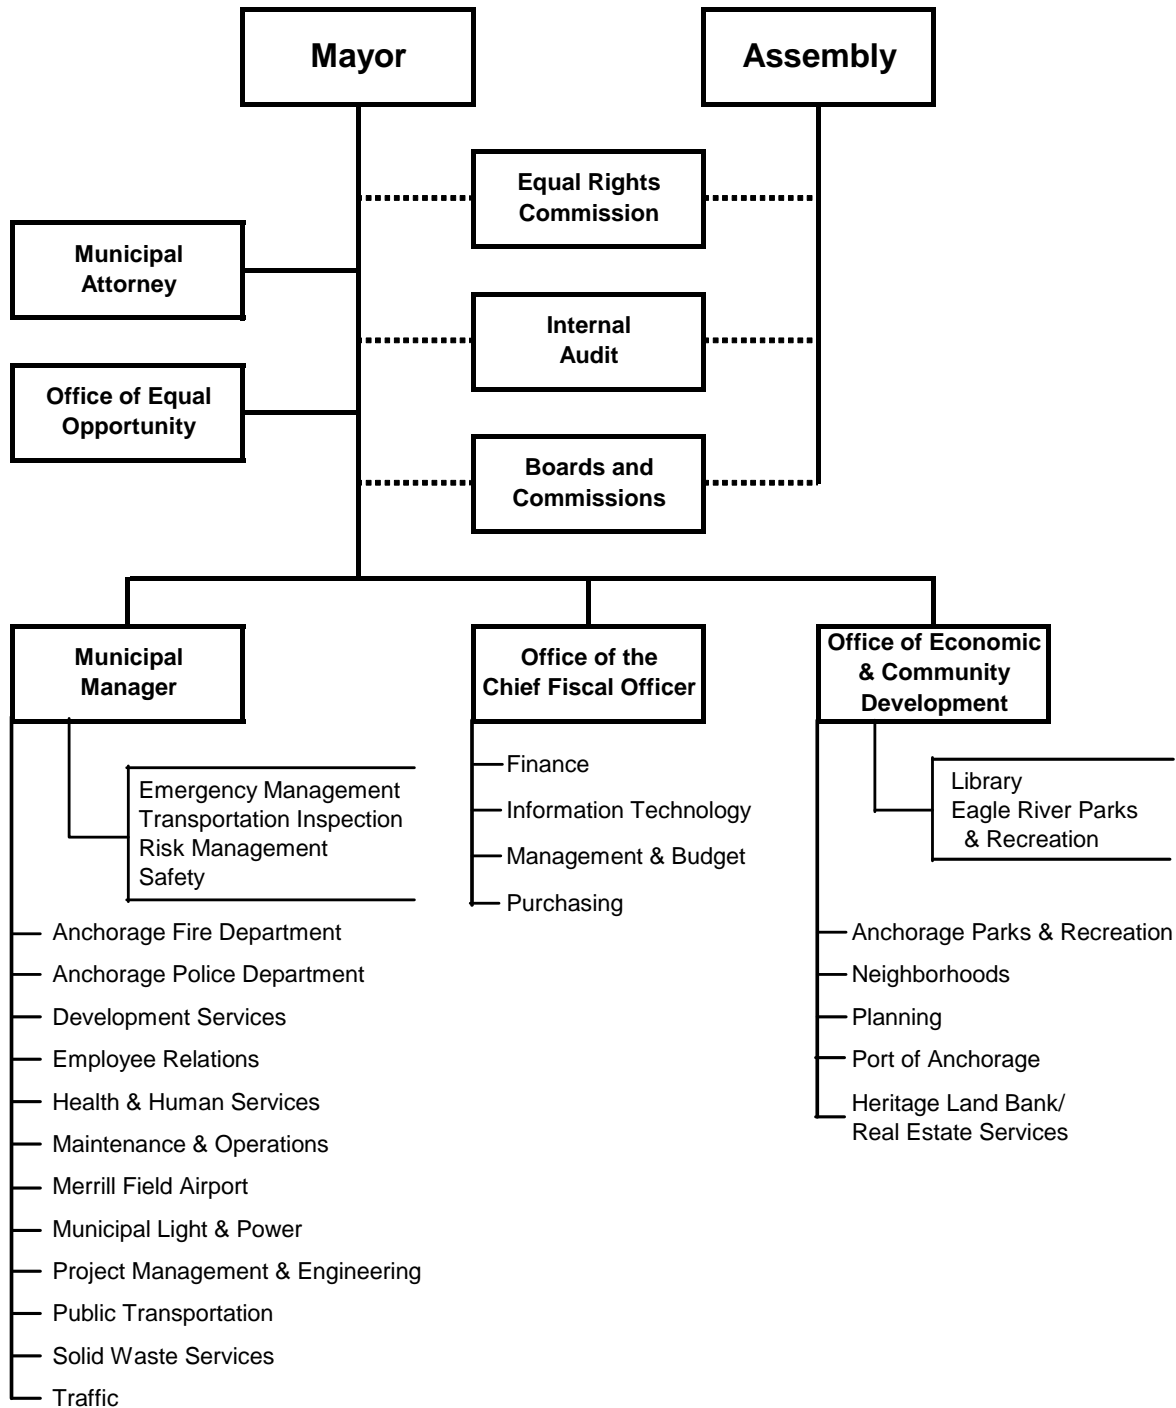 Mayor
Assembly
Equal Rights
Commission
Municipal
Attorney
Internal
Audit
Office of Equal
Opportunity
Boards and
Commissions
Municipal
Manager
Office of the
Chief Fiscal Officer
Office of Economic
& Community
Development
Emergency Management
Transportation Inspection
Risk Management
Safety
Anchorage Fire Department
Anchorage Police Department
Development Services
Employee Relations
Health & Human Services
Maintenance & Operations
Merrill Field Airport
Municipal Light & Power
Project Management & Engineering
Public Transportation
Solid Waste Services
Traffic
Finance
Information Technology
Management & Budget
Purchasing
Library
Eagle River Parks
& Recreation
Anchorage Parks & Recreation
Neighborhoods
Planning
Port of Anchorage
Heritage Land Bank/
Real Estate Services